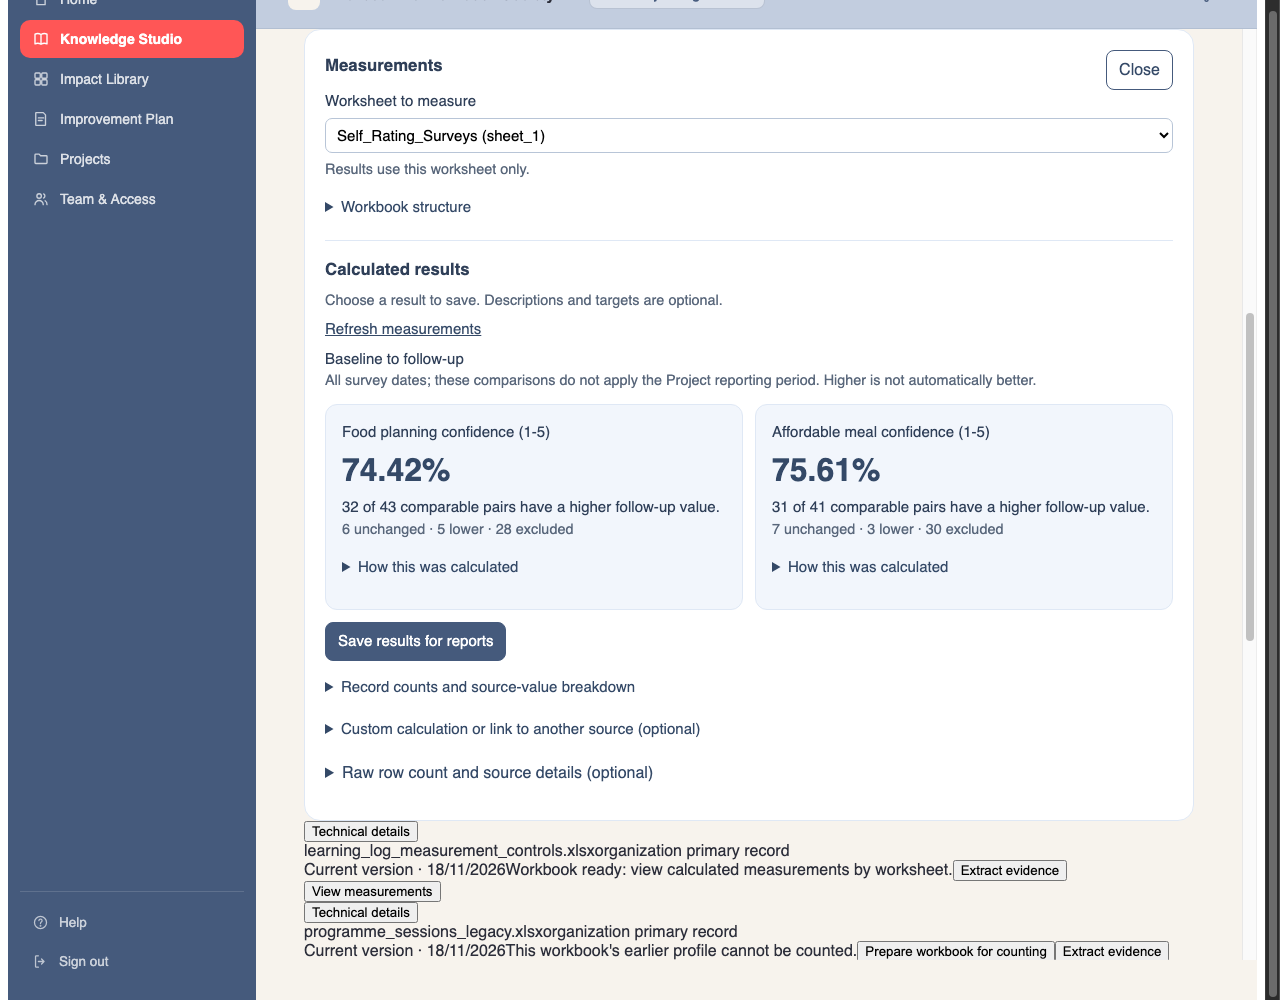 Home
Knowledge Studio
Impact Library
Improvement Plan
Projects
Team & Access
Help
Sign out
Measurements
Close
Worksheet to measure
Self_Rating_Surveys (sheet_1)
Results use this worksheet only.
Workbook structure
Calculated results
Choose a result to save. Descriptions and targets are optional.
Refresh measurements
Baseline to follow-up
All survey dates; these comparisons do not apply the Project reporting period. Higher is not automatically better.
Food planning confidence (1-5)
74.42%
32 of 43 comparable pairs have a higher follow-up value.
6 unchanged · 5 lower · 28 excluded
How this was calculated
Affordable meal confidence (1-5)
75.61%
31 of 41 comparable pairs have a higher follow-up value.
7 unchanged · 3 lower · 30 excluded
How this was calculated
Save results for reports
Record counts and source-value breakdown
Custom calculation or link to another source (optional)
Raw row count and source details (optional)
Technical details
learning_log_measurement_controls.xlsxorganization primary record
Current version · 18/11/2026Workbook ready: view calculated measurements by worksheet. Extract evidence
View measurements
Technical details
programme_sessions_legacy.xlsxorganization primary record
Current version · 18/11/2026This workbook's earlier profile cannot be counted. Prepare workbook for counting Extract evidence